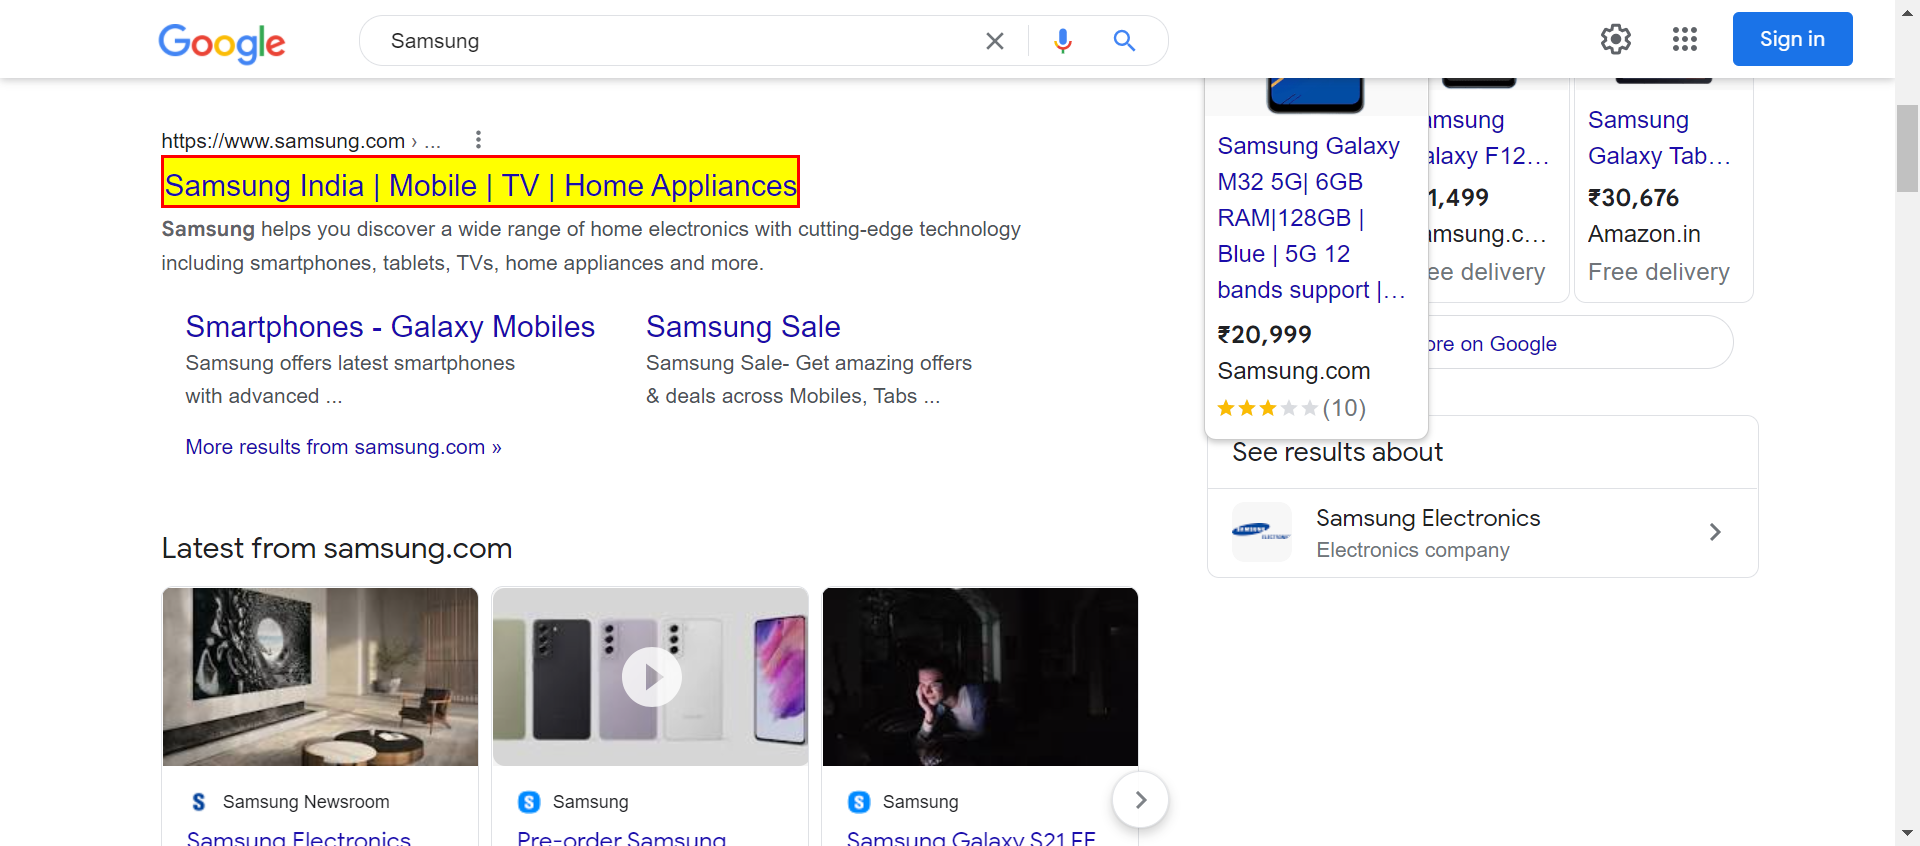 Google
Samsung
Sign in
https://www.samsung.com › ...
Samsung India | Mobile | TV | Home Appliances
Samsung helps you discover a wide range of home electronics with cutting-edge technology
including smartphones, tablets, TVs, home appliances and more.
Smartphones - Galaxy Mobiles
Samsung offers latest smartphones
with advanced ...
Samsung Sale
Samsung Sale- Get amazing offers
& deals across Mobiles, Tabs ...
More results from samsung.com »
Latest from samsung.com
Samsung Newsroom
Samsung Electronics
Samsung
Pre-order Samsung
Samsung
Samsung Galaxy S21 FE
Samsung Galaxy
M32 5G| 6GB
RAM|128GB |
Blue | 5G 12
bands support |...
₹20,999
Samsung.com
(10)
amsung
alaxy F12...
1,499
amsung.c...
ee delivery
Samsung
Galaxy Tab...
₹30,676
Amazon.in
Free delivery
ore on Google
See results about
SAMSUNG
Samsung Electronics
Electronics company